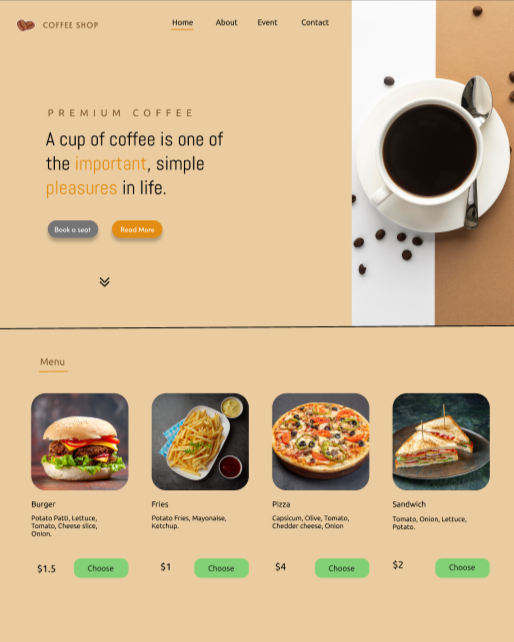 COFFEE SHOP
Home About Event Contact
PREMIUM COFFEE
A cup of coffee is one of
the important, simple
pleasures in life.
Book a seat Read More
Menu
Burger
Potato Patti, Lettuce,
Tomato, Cheese slice,
Onion.
$1.5 Choose
Fries
Potato Fries, Mayonaise,
Ketchup.
$1 Choose
Pizza
Capsicum, Olive, Tomato,
Chedder cheese, Onion
$4 Choose
Sandwich
Tomato, Onion, Lettuce,
Potato.
$2 Choose